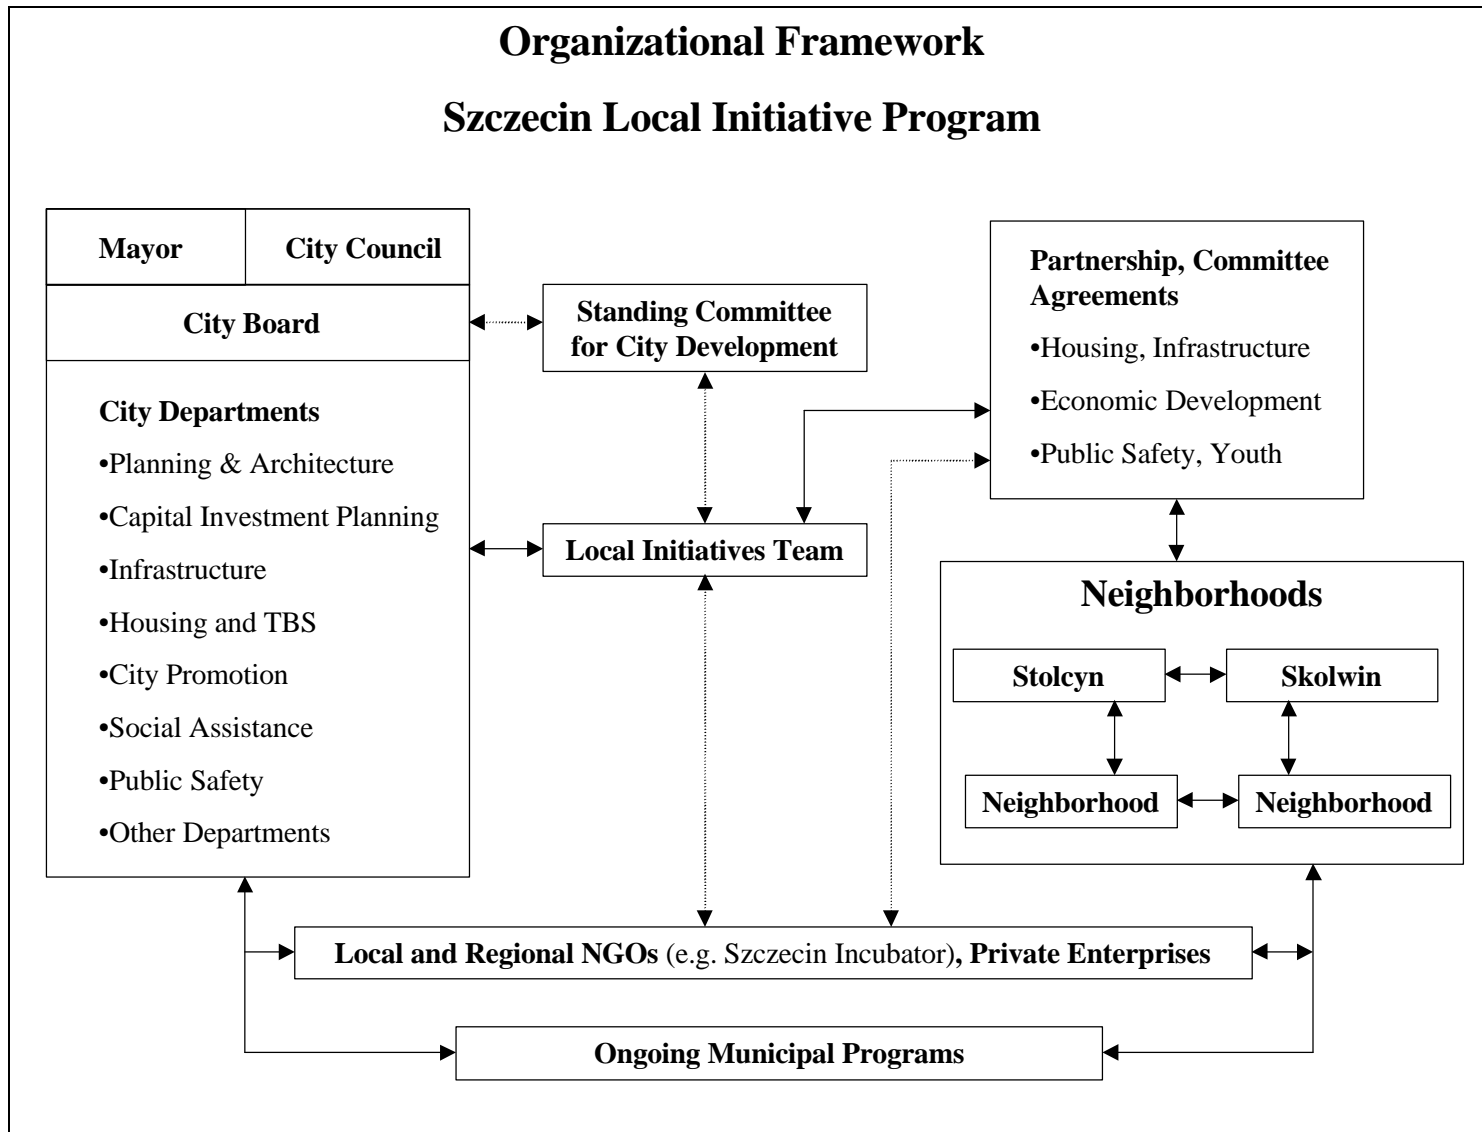 Organizational Framework
Szczecin Local Initiative Program
Mayor
City Council
City Board
City Departments
•Planning & Architecture
•Capital Investment Planning
•Infrastructure
•Housing and TBS
•City Promotion
•Social Assistance
•Public Safety
•Other Departments
Standing Committee
for City Development
Local Initiatives Team
Partnership, Committee
Agreements
•Housing, Infrastructure
•Economic Development
•Public Safety, Youth
Neighborhoods
Stolcyn
Skolwin
Neighborhood
Neighborhood
Local and Regional NGOs (e.g. Szczecin Incubator), Private Enterprises
Ongoing Municipal Programs